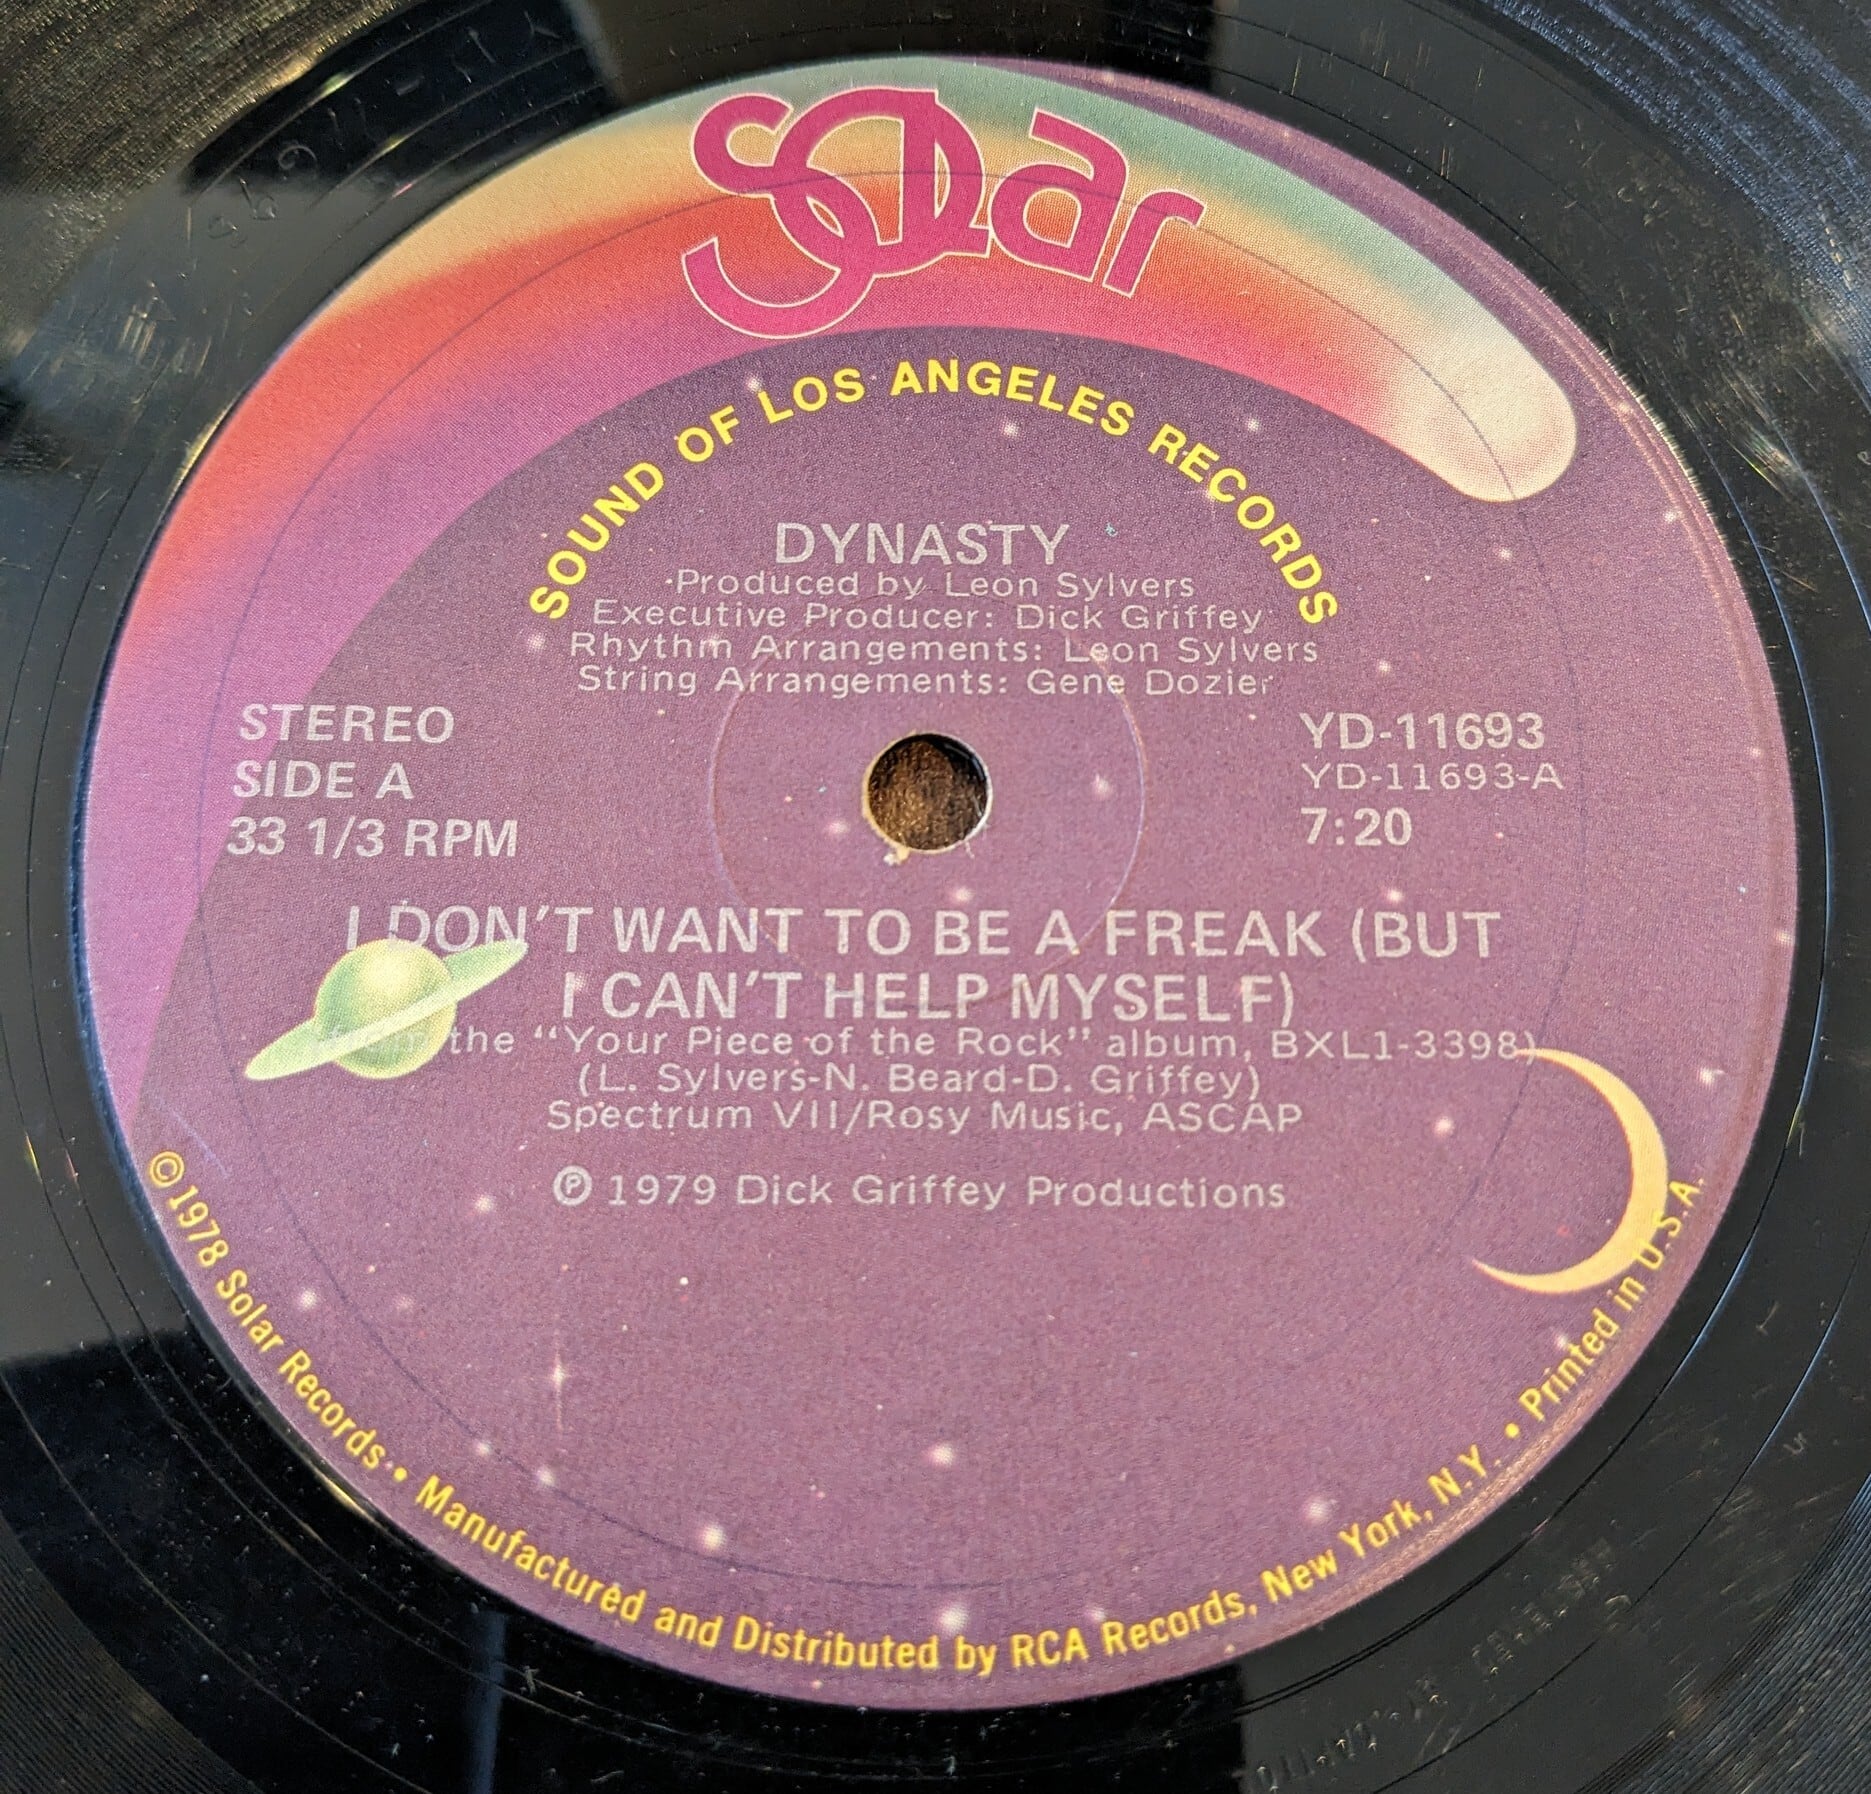 Solar
SOUND OF LOS ANGELES RECORDS
DYNASTY
Produced by Leon Sylvers
Executive Producer: Dick Griffey
Rhythm Arrangements: Leon Sylvers
String Arrangements: Gene Dozier
STEREO
SIDE A
33 1/3 RPM
YD-11693
YD-11693-A
7:20
I DON'T WANT TO BE A FREAK (BUT
I CAN'T HELP MYSELF)
the "Your Piece of the Rock" album, BXL1-3398)
(L. Sylvers-N. Beard-D. Griffey)
Spectrum VII/Rosy Music, ASCAP
℗ 1979 Dick Griffey Productions
© 1978 Solar Records • Manufactured and Distributed by RCA Records, New York, N.Y. • Printed in U.S.A.